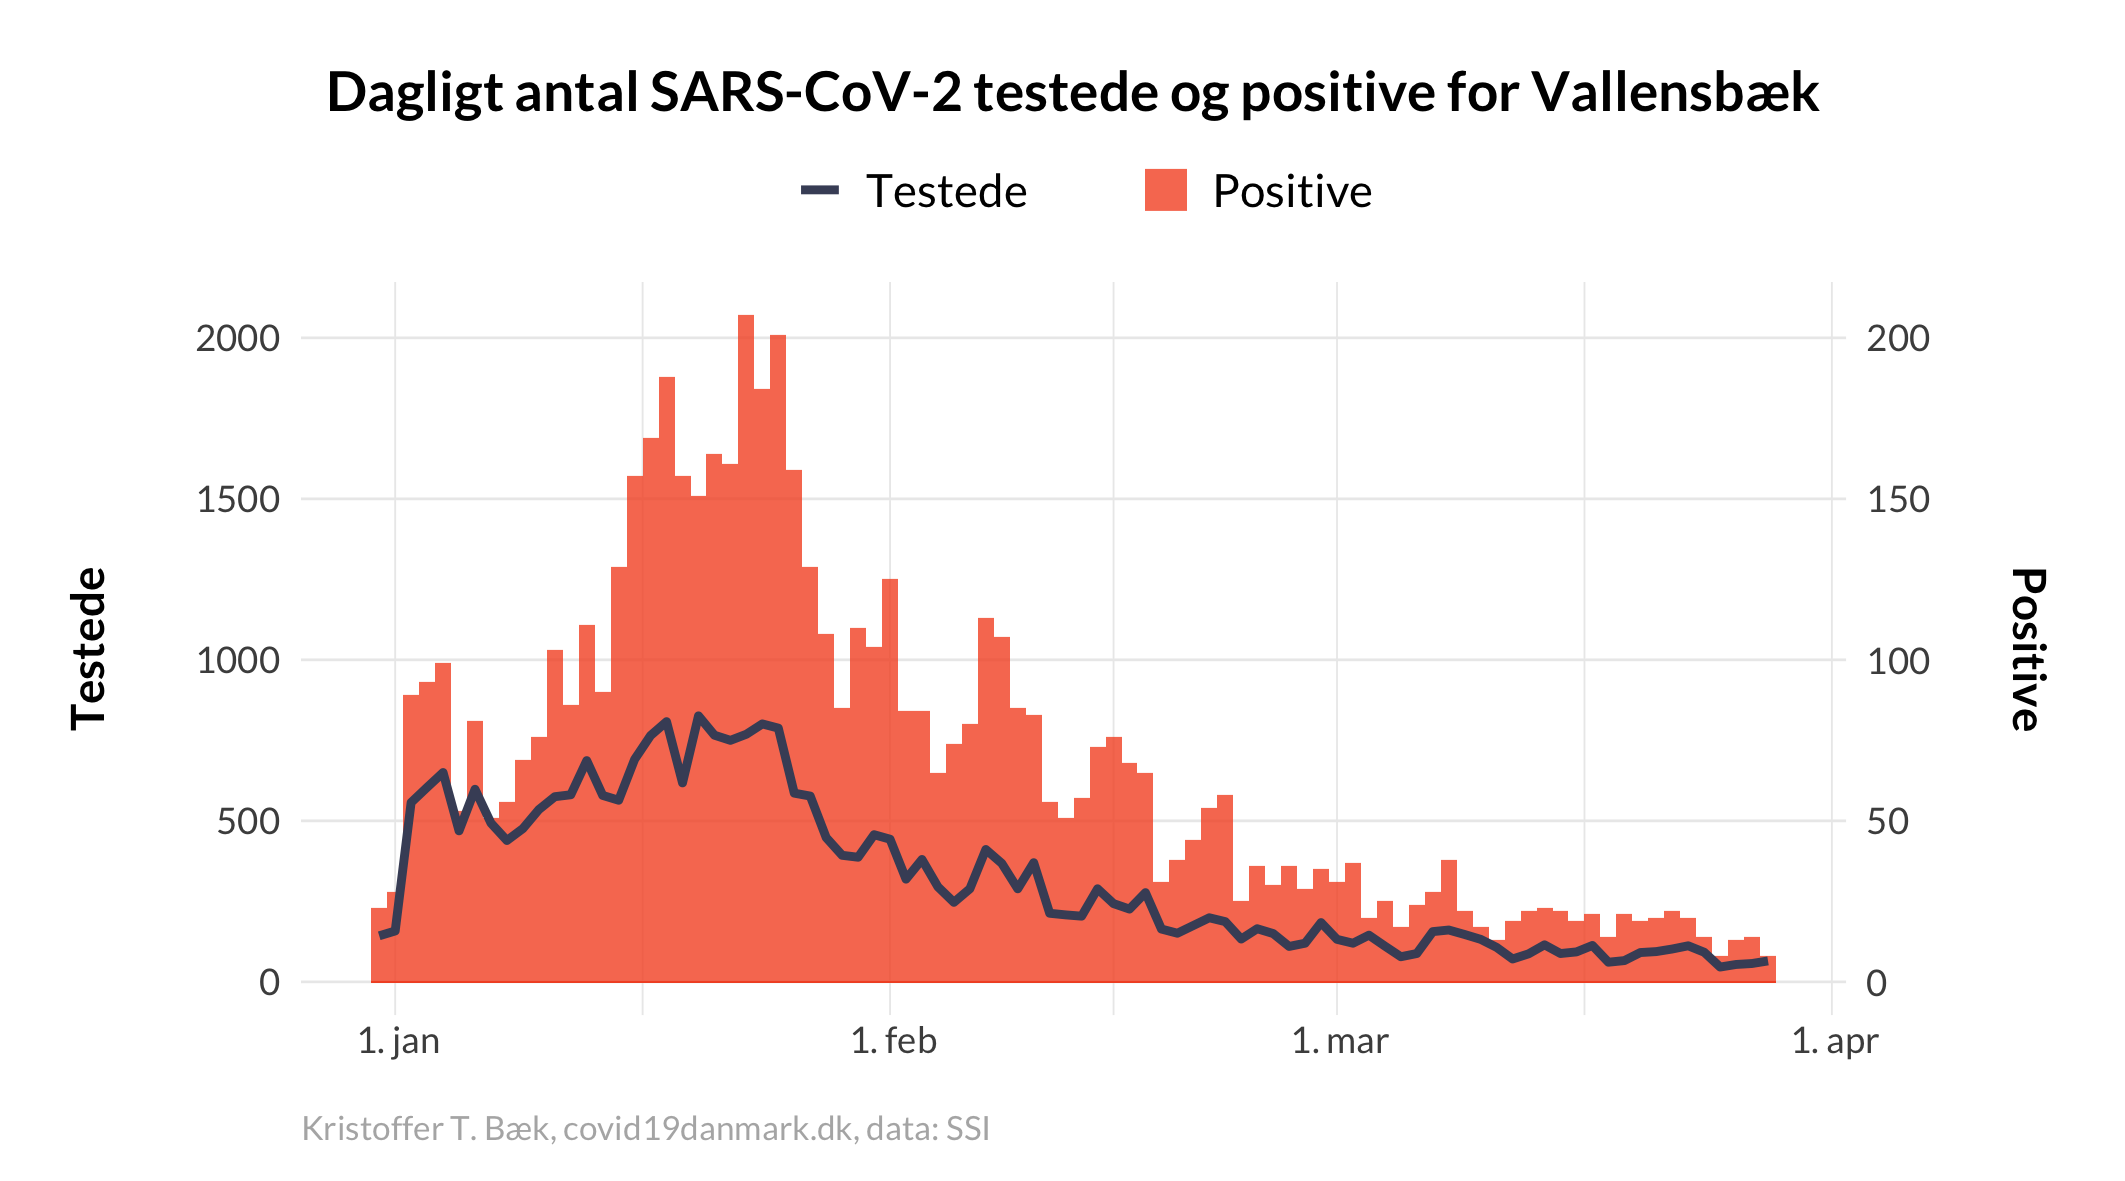 Dagligt antal SARS-CoV-2 testede og positive for Vallensbæk
Testede Positive
2000 200
1500 150
1000 100
500 50
0 0
Testede
Positive
1. jan 1. feb 1. mar 1. apr
Kristoffer T. Bæk, covid19danmark.dk, data: SSI